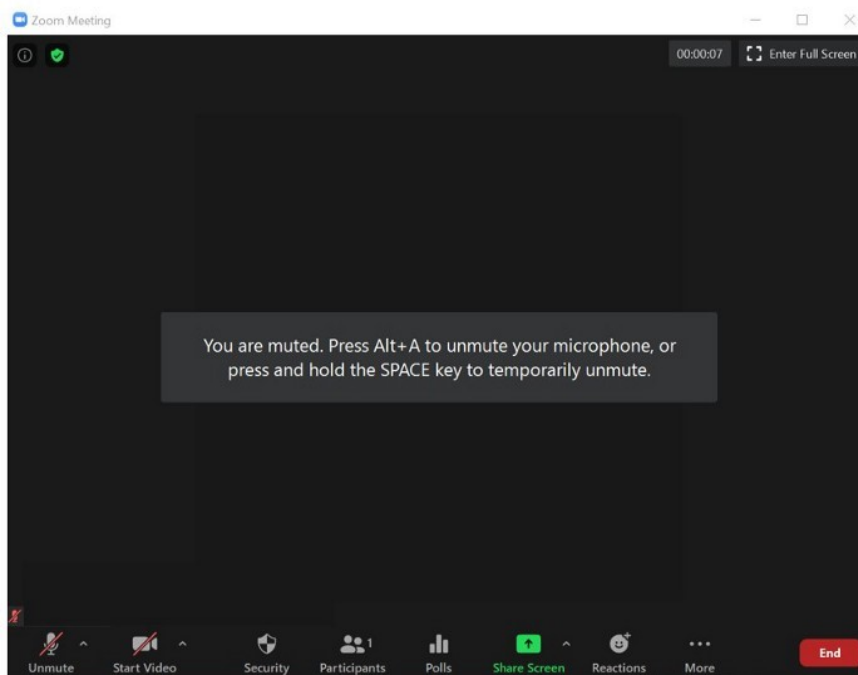 Zoom Meeting
00:00:07 Enter Full Screen
You are muted. Press Alt+A to unmute your microphone, or
press and hold the SPACE key to temporarily unmute.
1
Unmute Start Video Security Participants Polls Share Screen Reactions More End